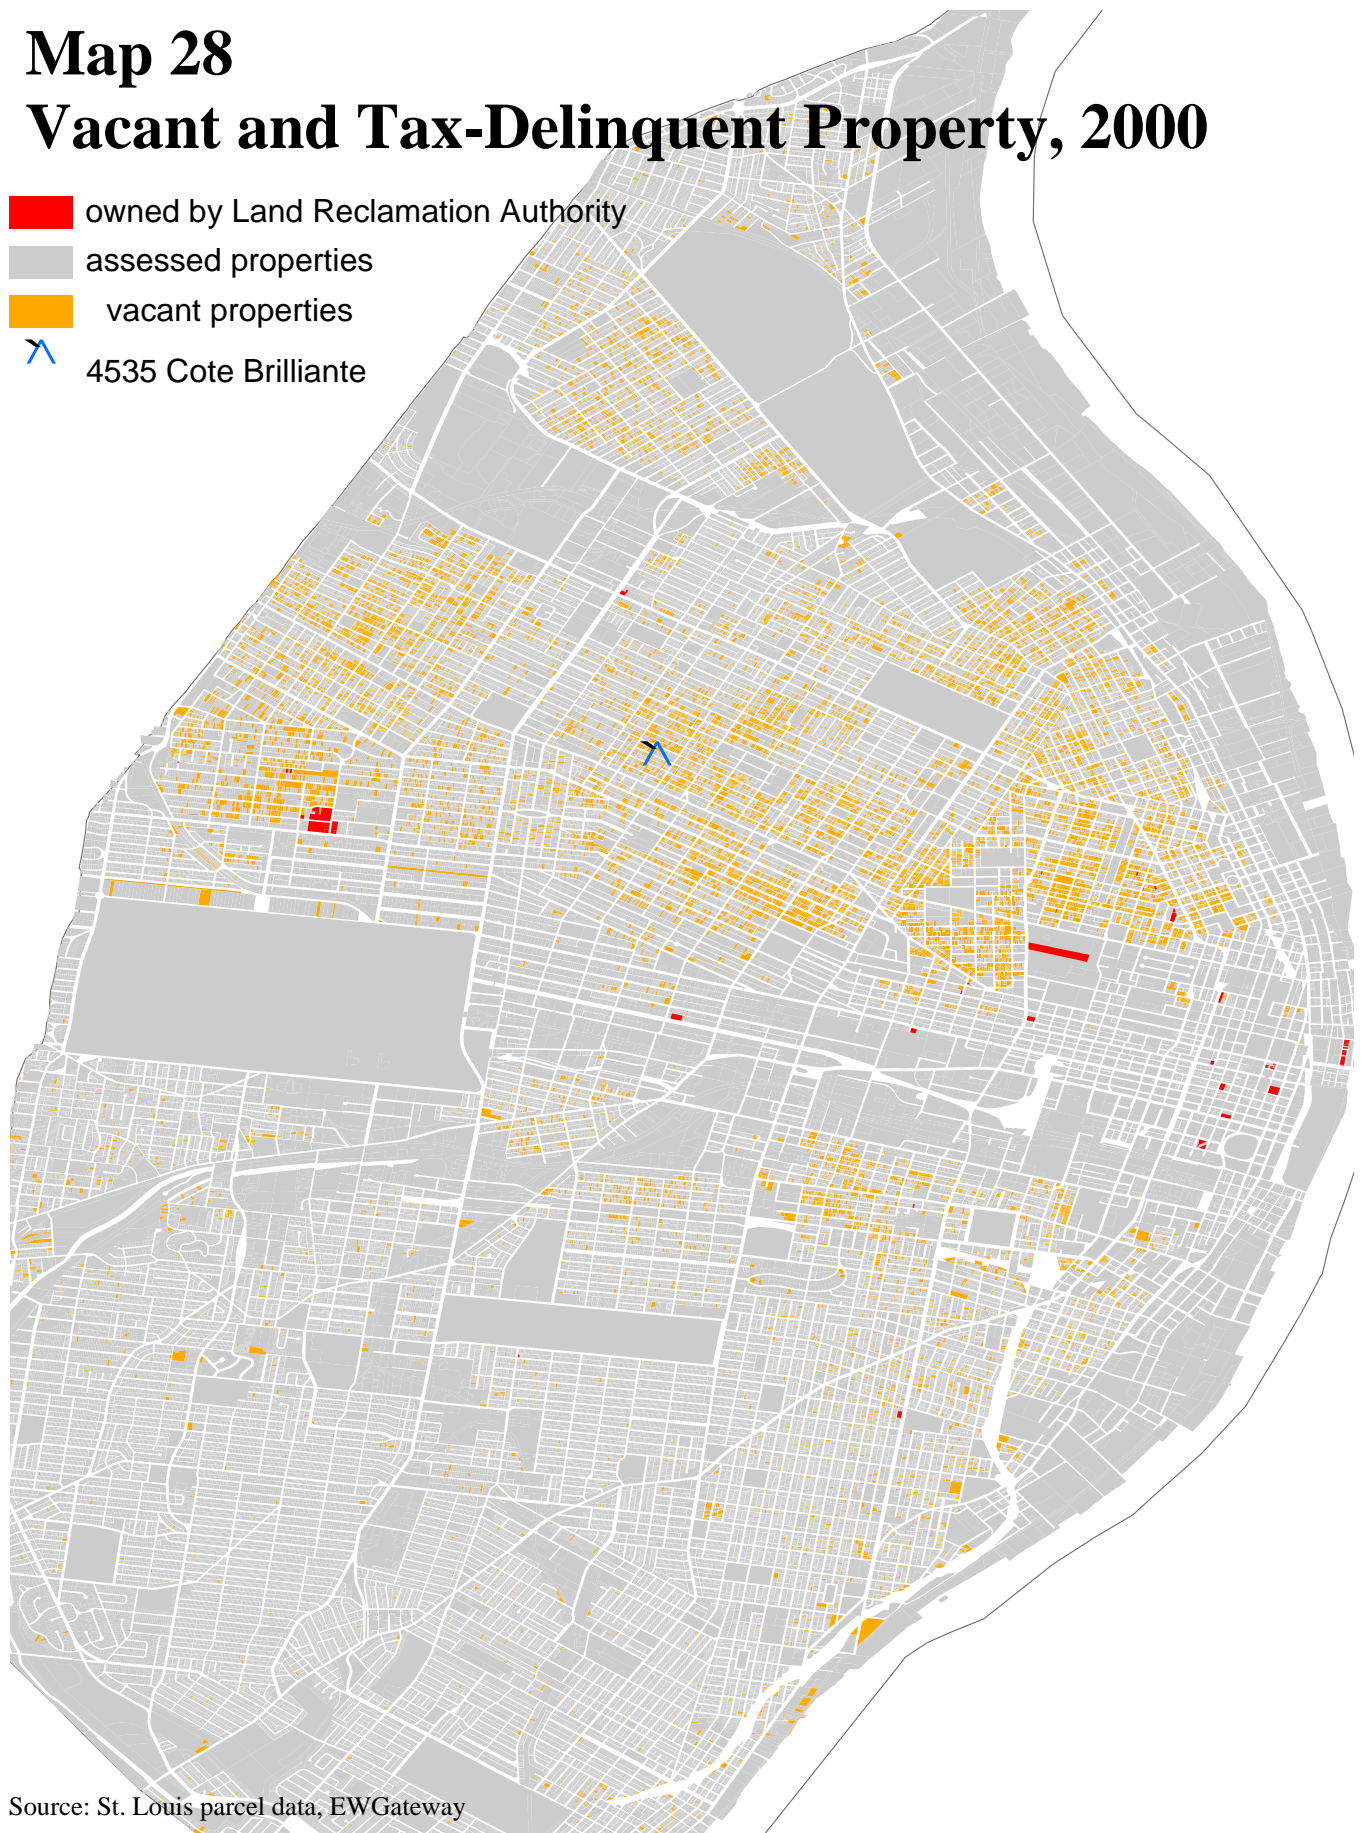 Map 28
Vacant and Tax-Delinquent Property, 2000
owned by Land Reclamation Authority
assessed properties
vacant properties
4535 Cote Brilliante
Source: St. Louis parcel data, EWGateway